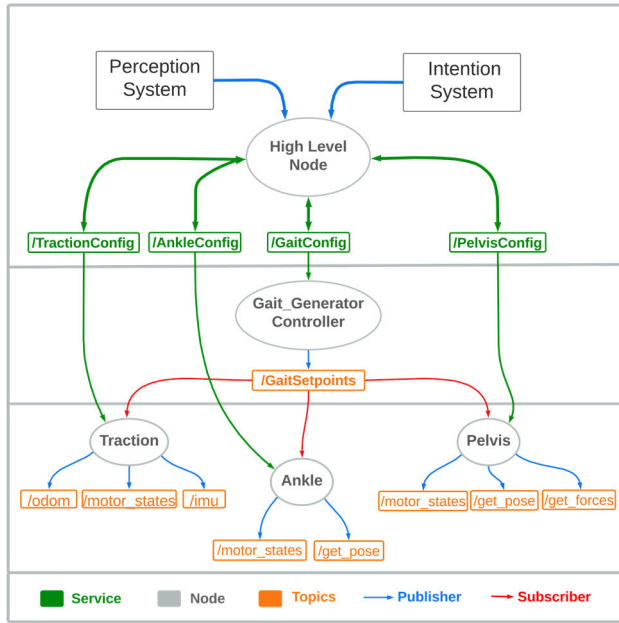 Perception
System
Intention
System
High Level
Node
/TractionConfig
/AnkleConfig
/GaitConfig
/PelvisConfig
Gait_Generator
Controller
/GaitSetpoints
Traction
Ankle
Pelvis
/odom
/motor_states
/imu
/motor_states
/get_pose
/motor_states
/get_pose
/get_forces
Service
Node
Topics
Publisher
Subscriber